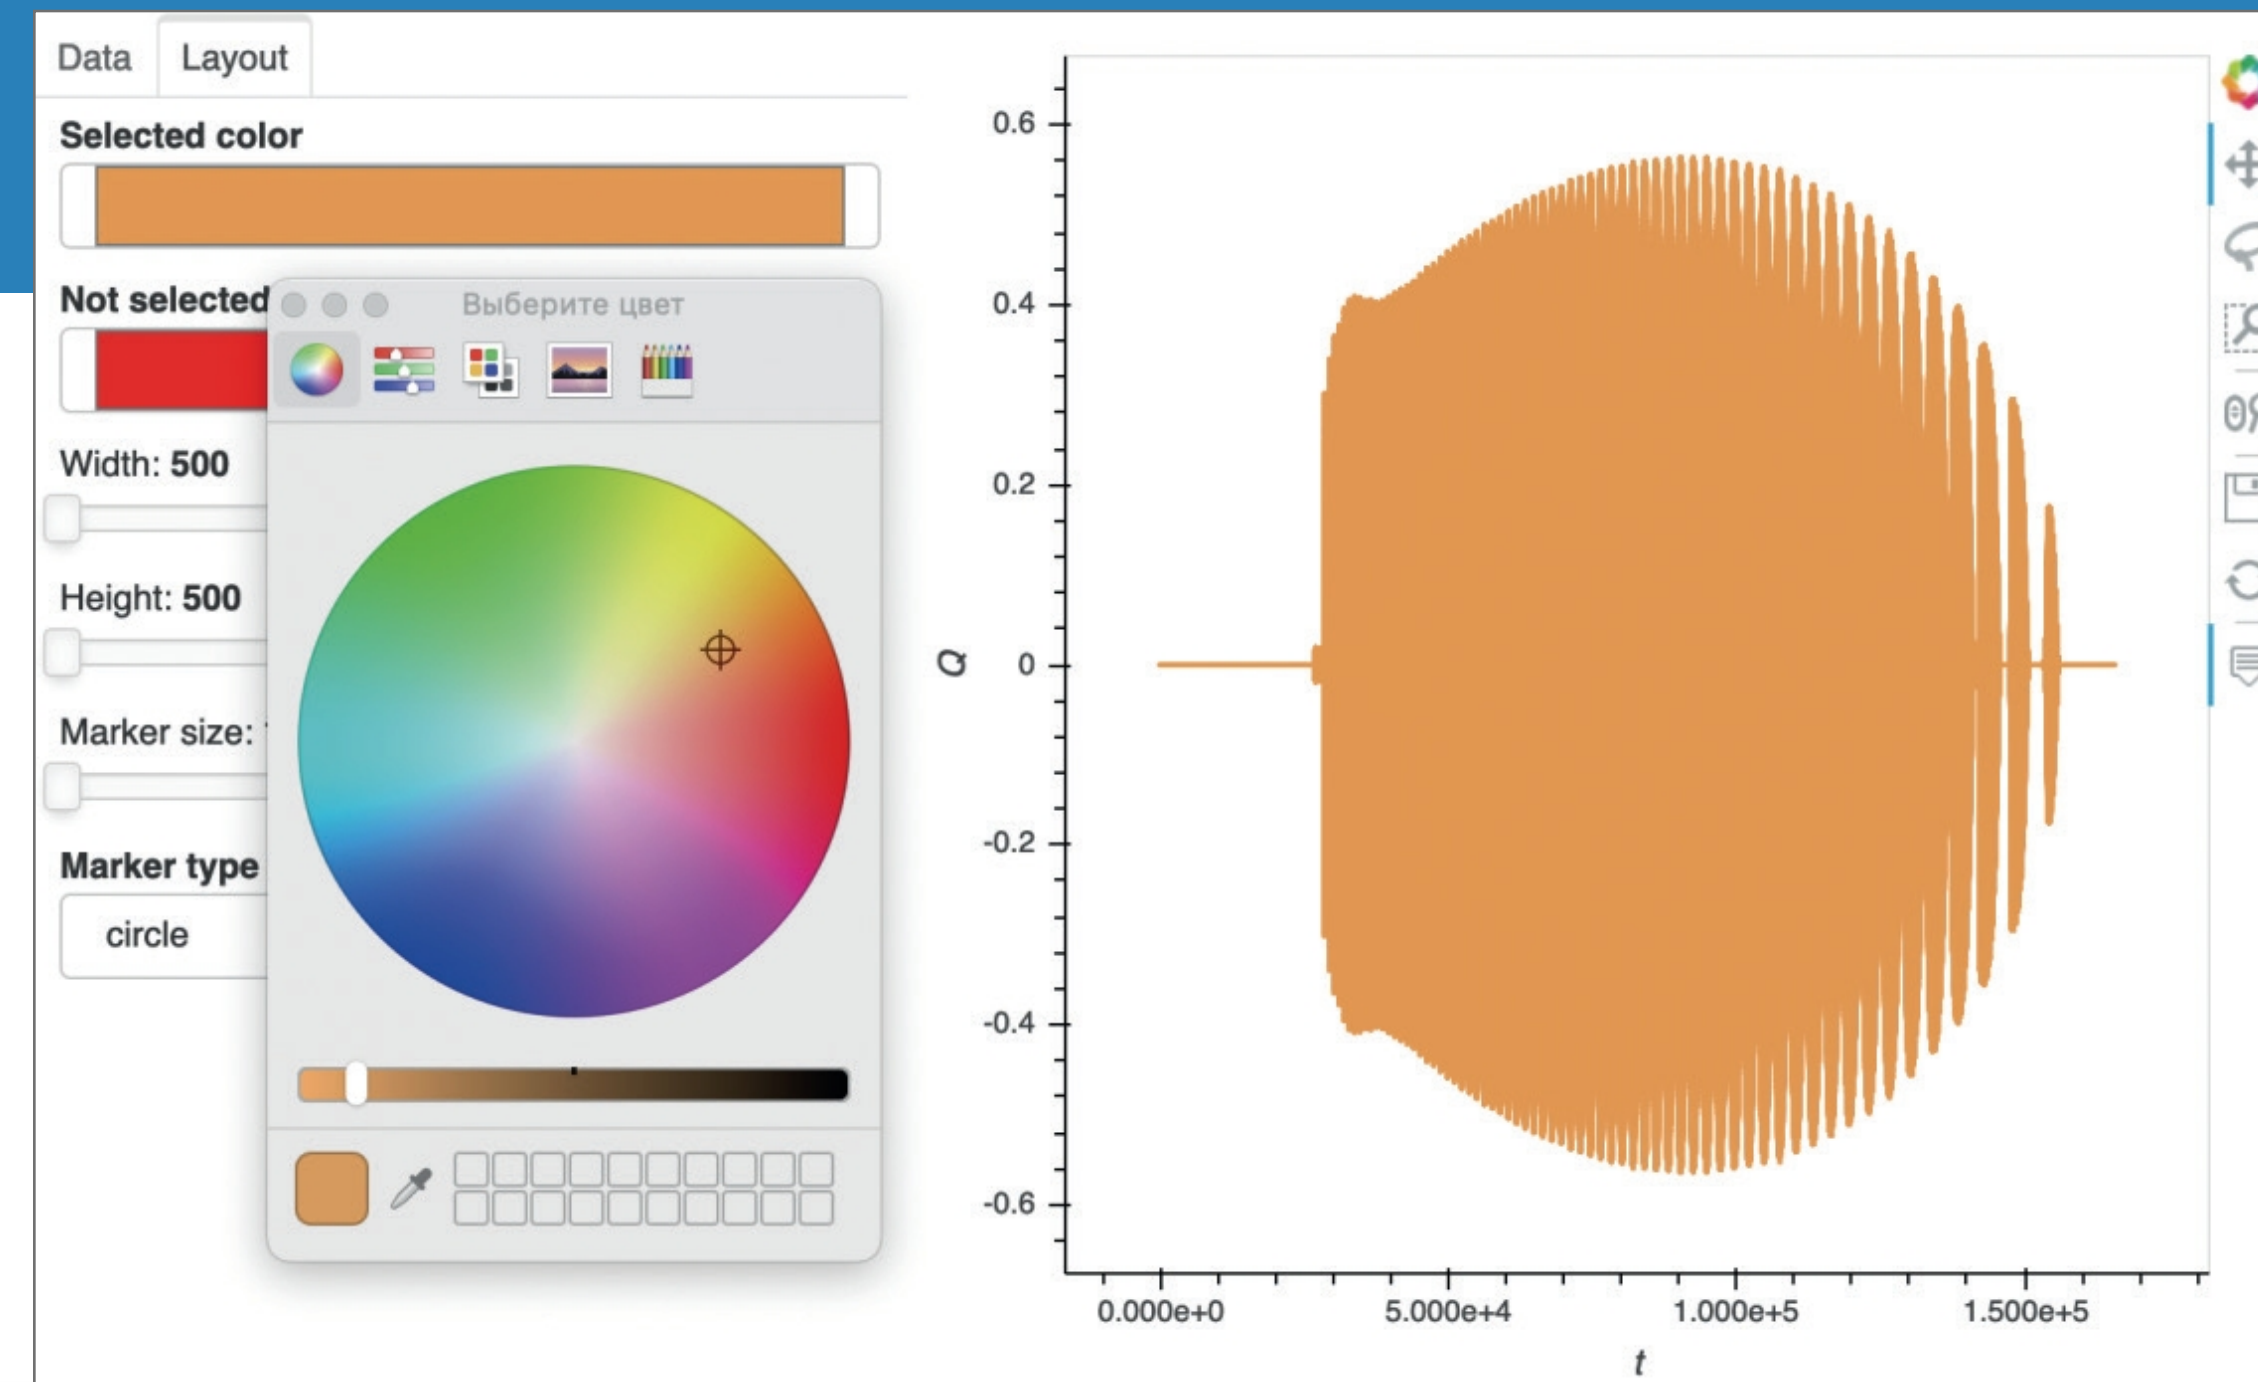 Data Layout
Selected color
Not selected
Выберите цвет
Width: 500
Height: 500
Marker size:
Marker type
circle
0.6
0.4
0.2
0
-0.2
-0.4
-0.6
Q
0.000e+0 5.000e+4 1.000e+5 1.500e+5
t